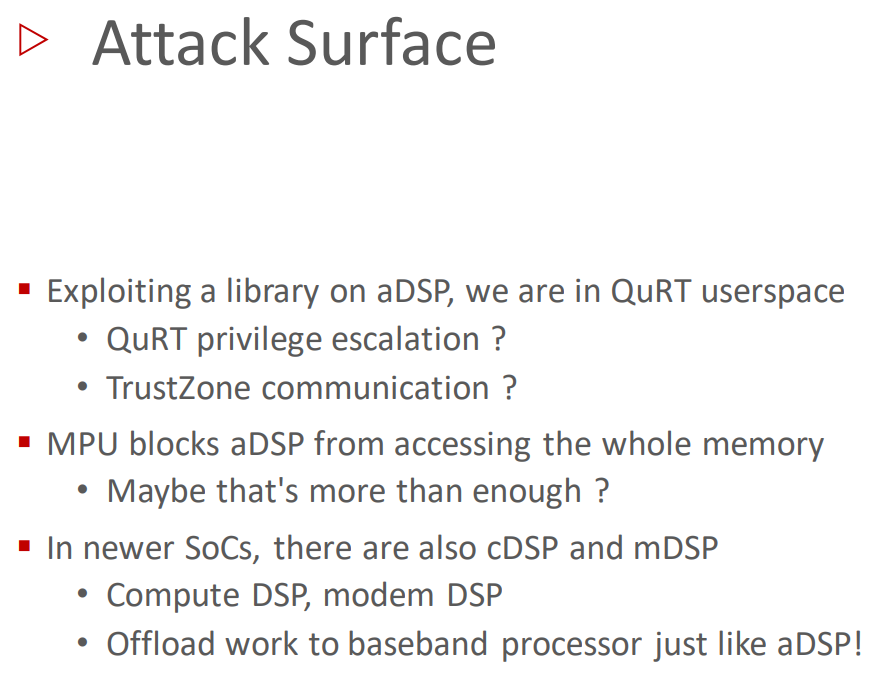 Attack Surface
Exploiting a library on aDSP, we are in QuRT userspace
QuRT privilege escalation ?
TrustZone communication ?
MPU blocks aDSP from accessing the whole memory
Maybe that's more than enough ?
In newer SoCs, there are also cDSP and mDSP
Compute DSP, modem DSP
Offload work to baseband processor just like aDSP!